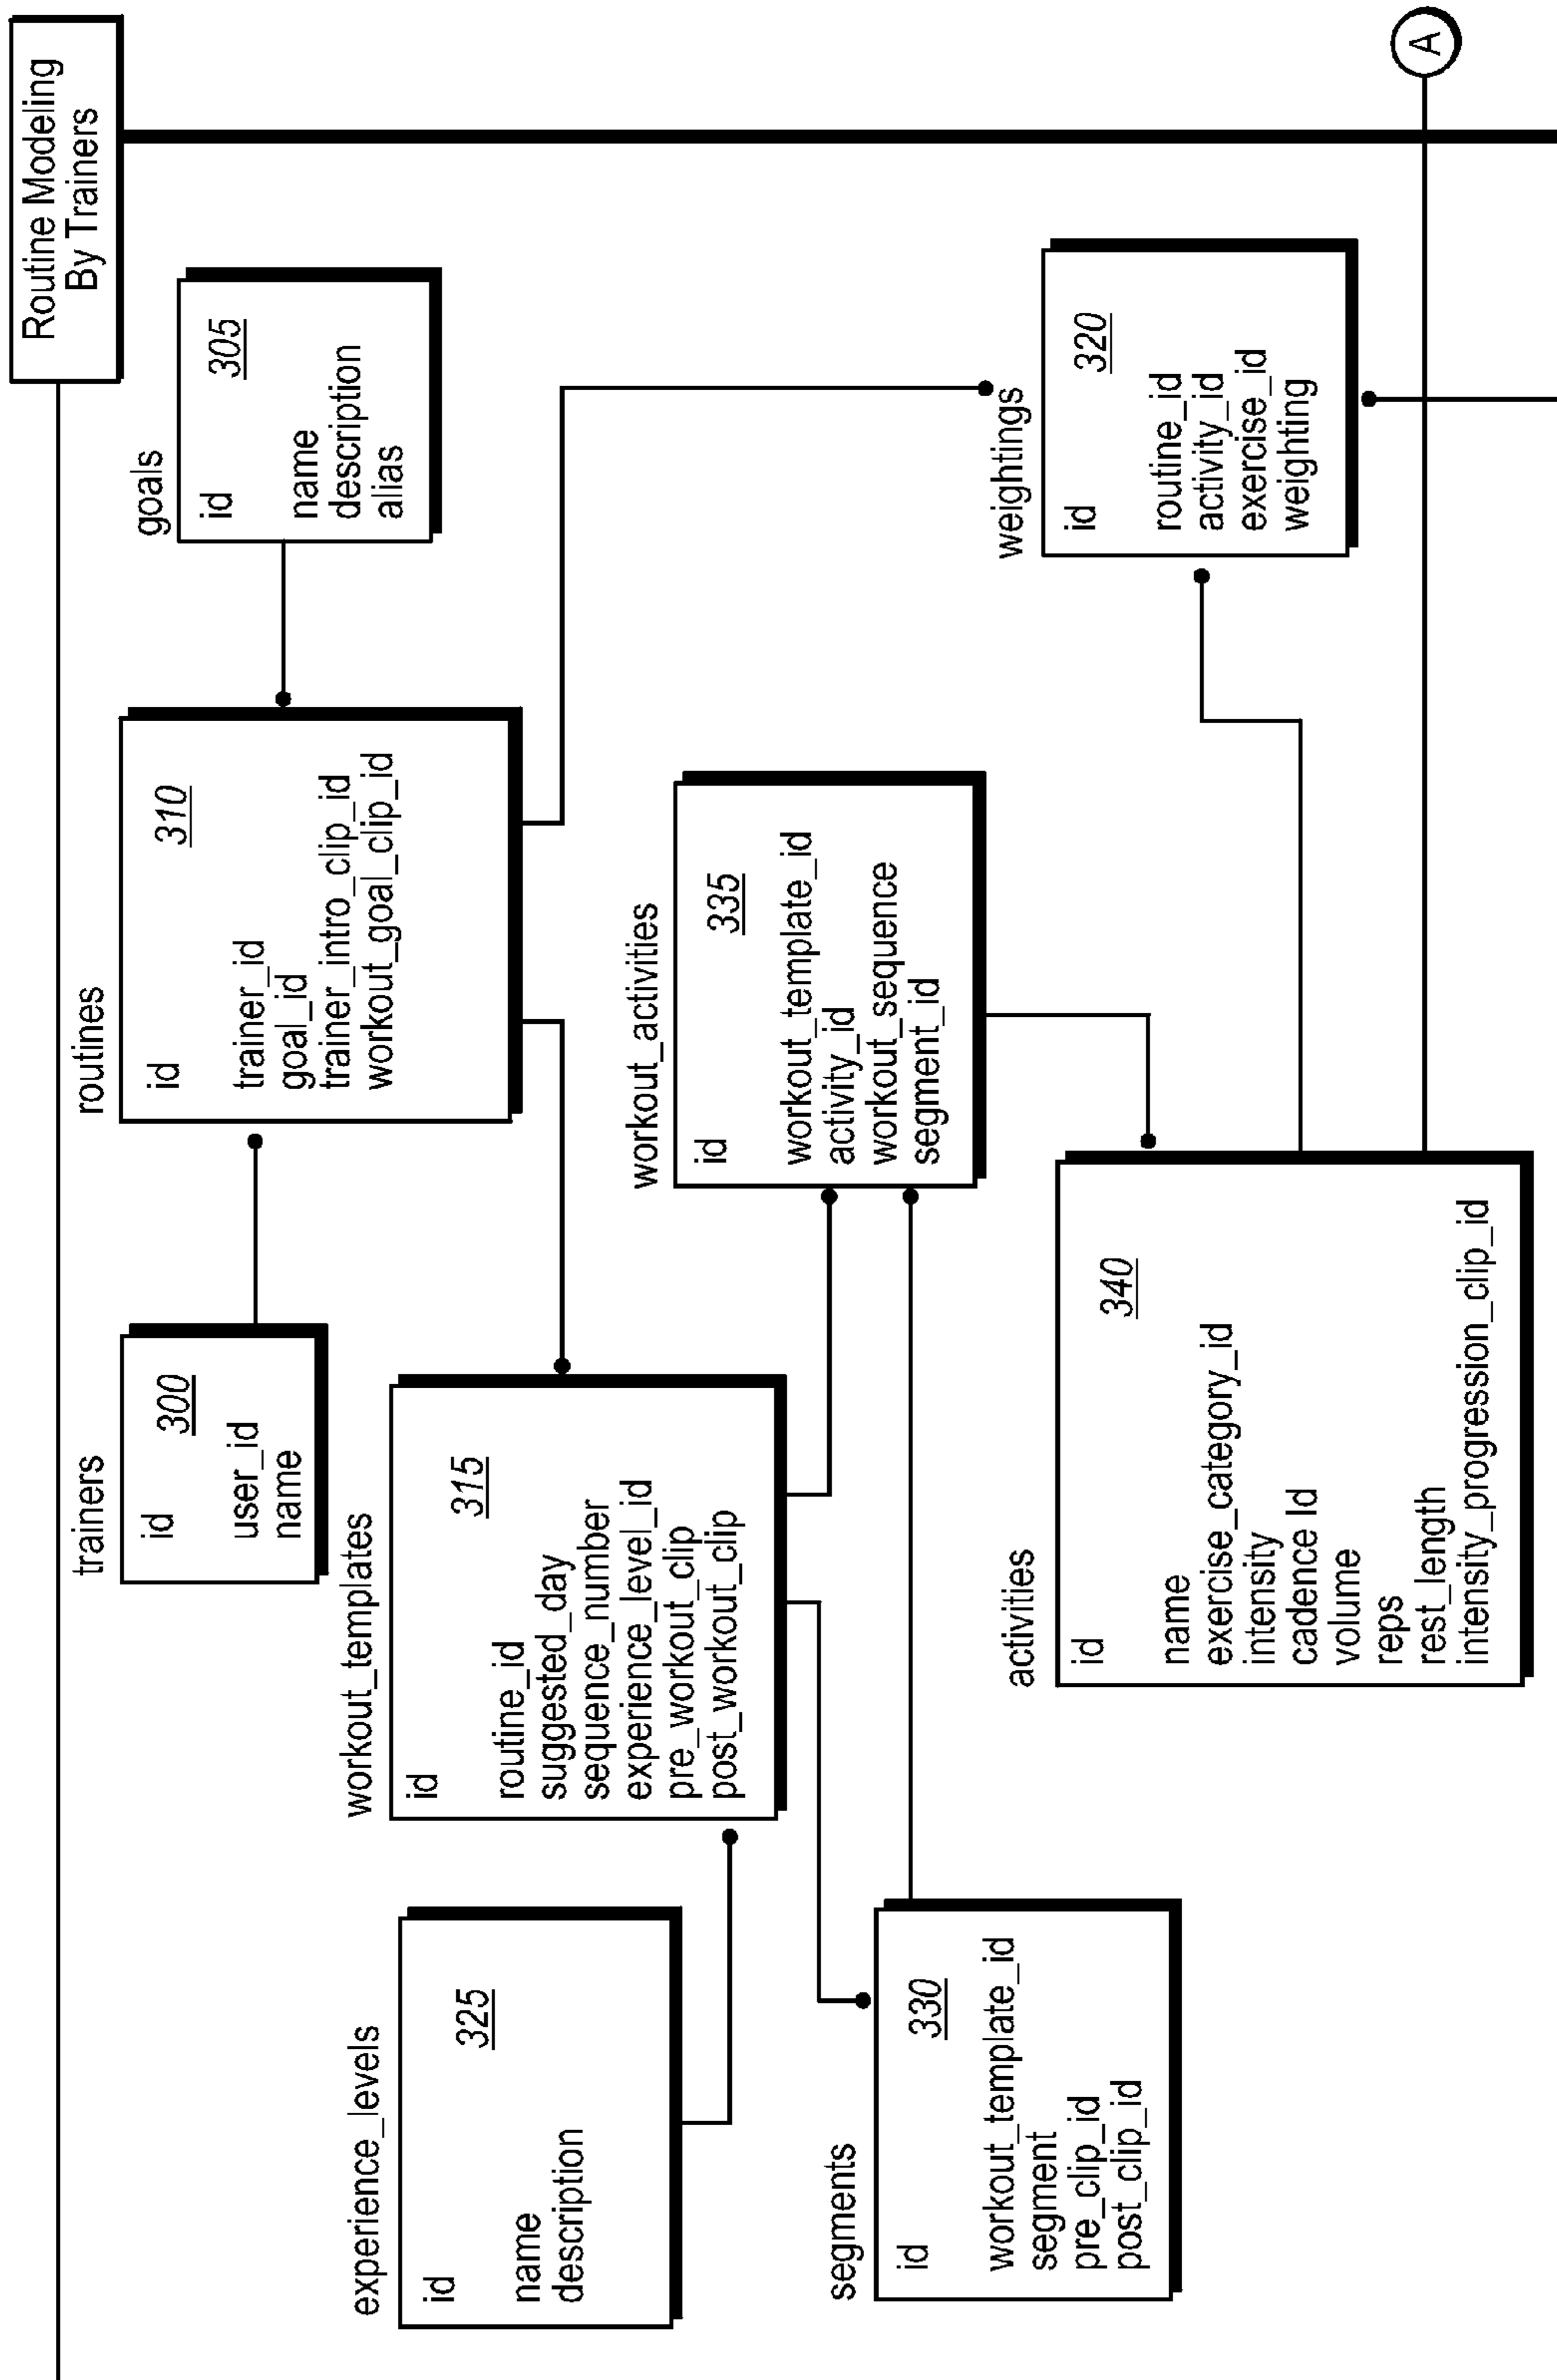 Routine Modeling
By Trainers
trainers
id
300
user_id
name
routines
id
310
trainer_id
goal_id
trainer_intro_clip_id
workout_goal_clip_id
goals
id
305
name
description
alias
experience_levels
id
325
name
description
workout_templates
id
315
routine_id
suggested_day
sequence_number
experience_level_id
pre_workout_clip
post_workout_clip
workout_activities
id
335
workout_template_id
activity_id
workout_sequence
segment_id
segments
id
330
workout_template_id
segment
pre_clip_id
post_clip_id
activities
id
340
name
exercise_category_id
intensity
cadence Id
volume
reps
rest_length
intensity_progression_clip_id
weightings
id
320
routine_id
activity_id
exercise_id
weighting
A